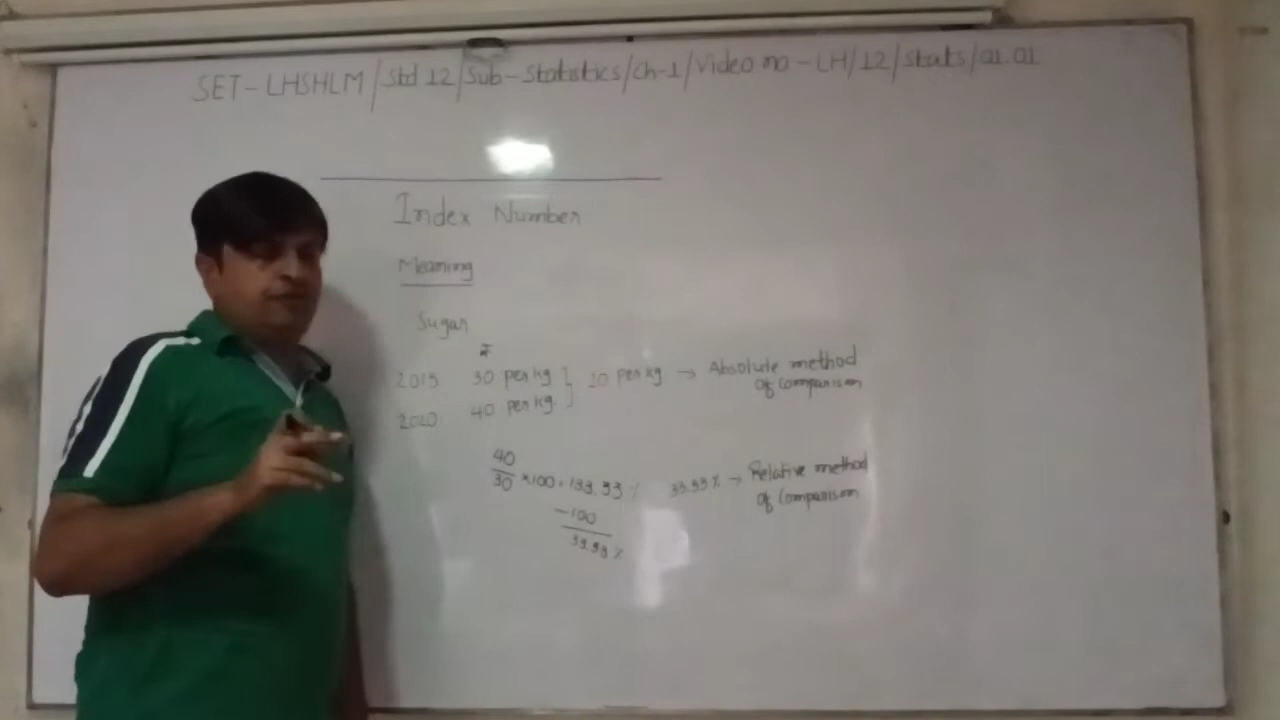 SET-LHSHLM/Std 12/Sub-Statistics/Ch-1/Video no-LH/12/Stats/01.01
Index Number
Meaning
Sugar
₹
2015 30 per kg } 10 per kg → Absolute method of comparison
2020 40 per kg.
40/30 ×100 = 133.33% 33.33% → Relative method of comparison
-100
33.33%